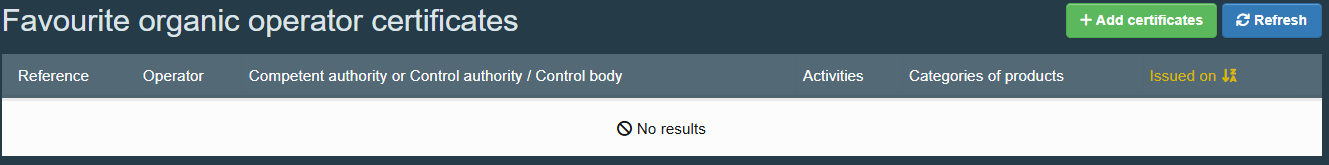 Favourite organic operator certificates
Add certificates
Refresh
Reference Operator Competent authority or Control authority / Control body Activities Categories of products Issued on
No results